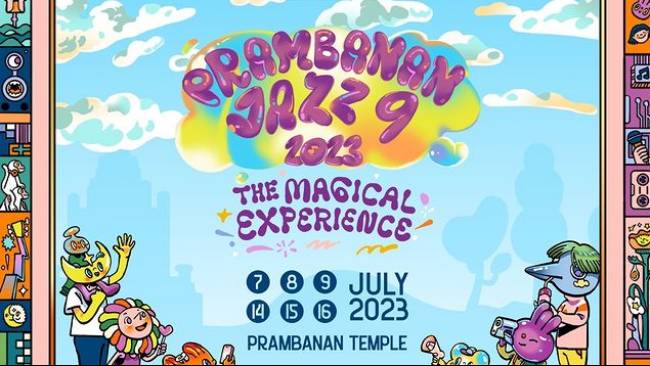 PRAMBANAN
JAZZ 9
2023
THE MAGICAL
EXPERIENCE
7 8 9 JULY
14 15 16 2023
PRAMBANAN TEMPLE